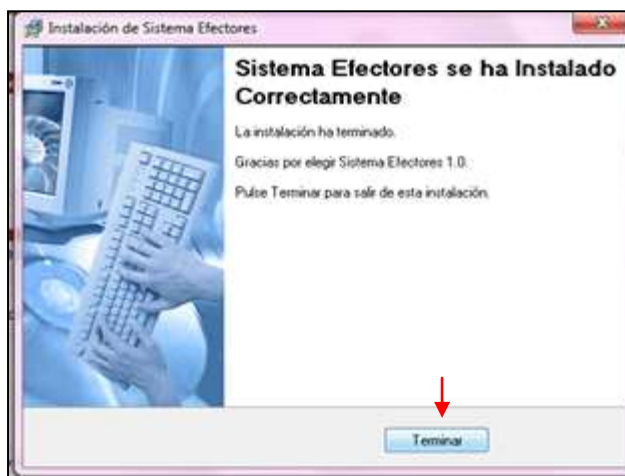 Instalación de Sistema Efectores
Sistema Efectores se ha Instalado
Correctamente
La instalación ha terminado.
Gracias por elegir Sistema Efectores 1.0.
Pulse Terminar para salir de esta instalación.
Terminar